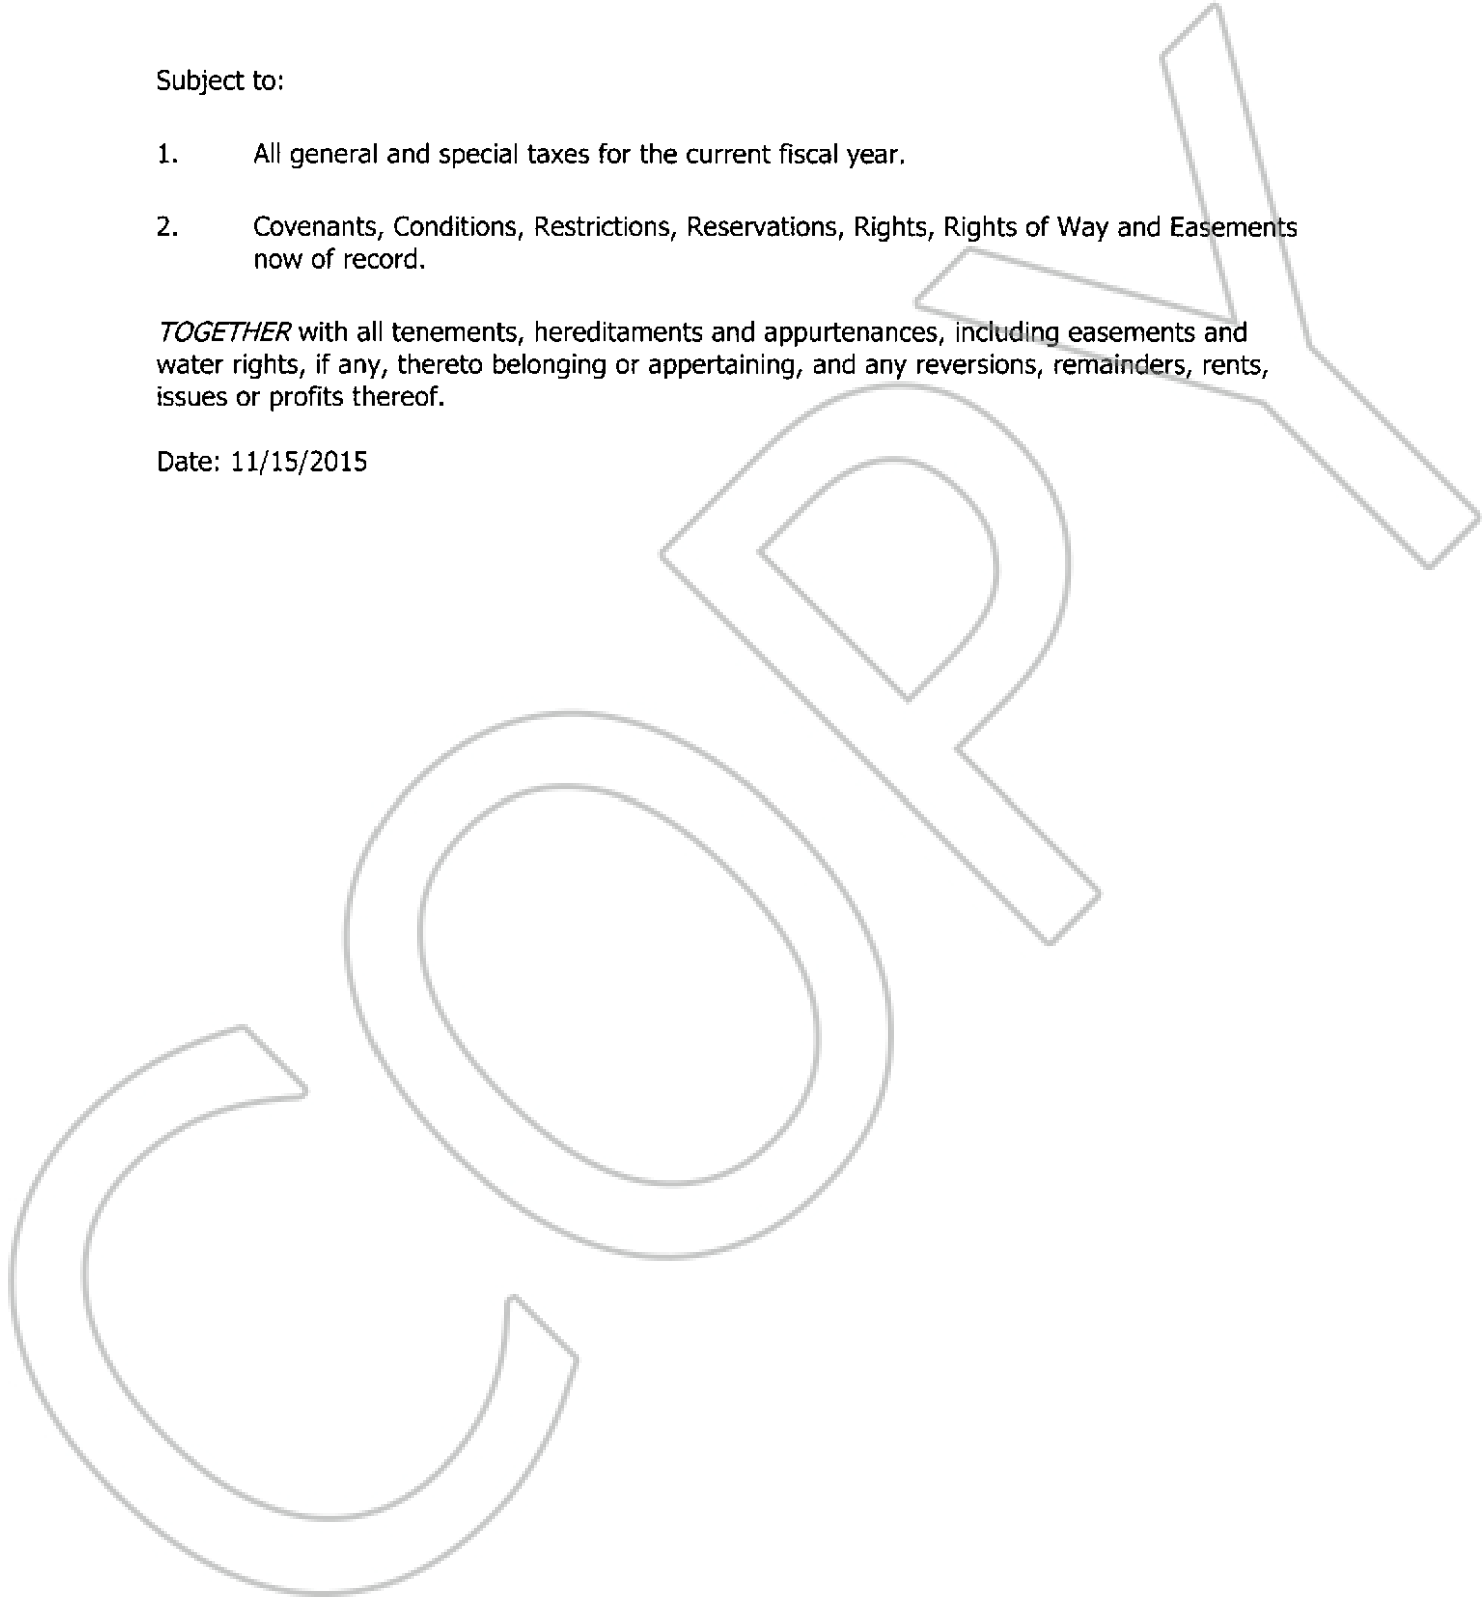 Subject to:
1. All general and special taxes for the current fiscal year.
2. Covenants, Conditions, Restrictions, Reservations, Rights, Rights of Way and Easements
now of record.
TOGETHER with all tenements, hereditaments and appurtenances, including easements and
water rights, if any, thereto belonging or appertaining, and any reversions, remainders, rents,
issues or profits thereof.
Date: 11/15/2015
COPY